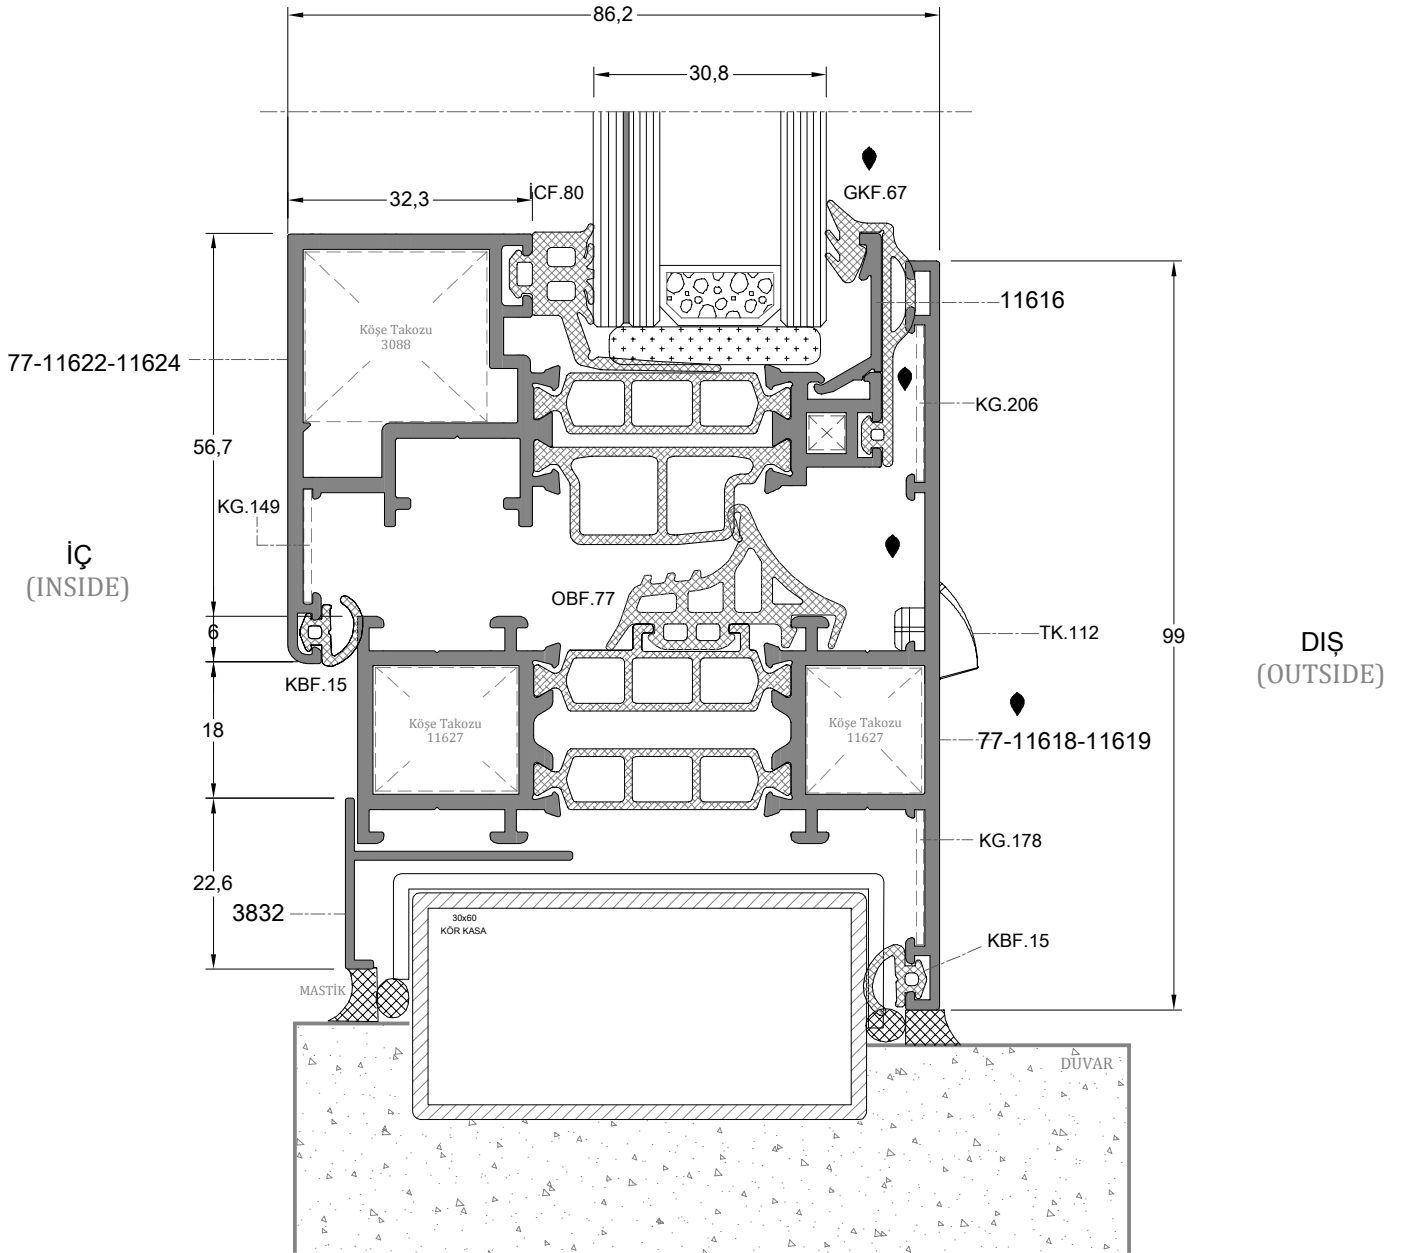 86,2
30,8
32,3
İCF.80
GKF.67
11616
Köşe Takozu
3088
77-11622-11624
KG.206
56,7
KG.149
İÇ
(INSIDE)
OBF.77
6
TK.112
99
DIŞ
(OUTSIDE)
KBF.15
Köşe Takozu
11627
Köşe Takozu
11627
18
77-11618-11619
KG.178
22,6
3832
30x60
KÖR KASA
KBF.15
MASTİK
DUVAR